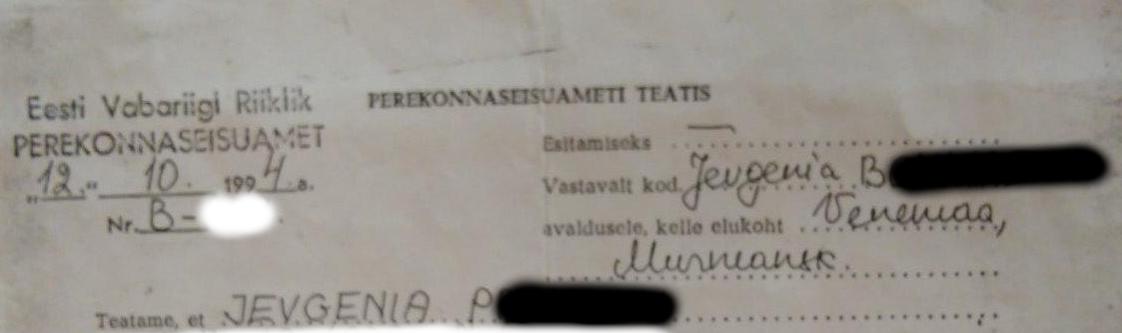 Eesti Vabariigi Riiklik
PEREKONNASEISUAMET
„12.“ 10. 1994.a.
Nr. B-
PEREKONNASEISUAMETI TEATIS
Esitamiseks —
Vastavalt kod. Jevgenia B
avaldusele, kelle elukoht Venemaa,
Murmansk.
Teatame, et JEVGENIA P